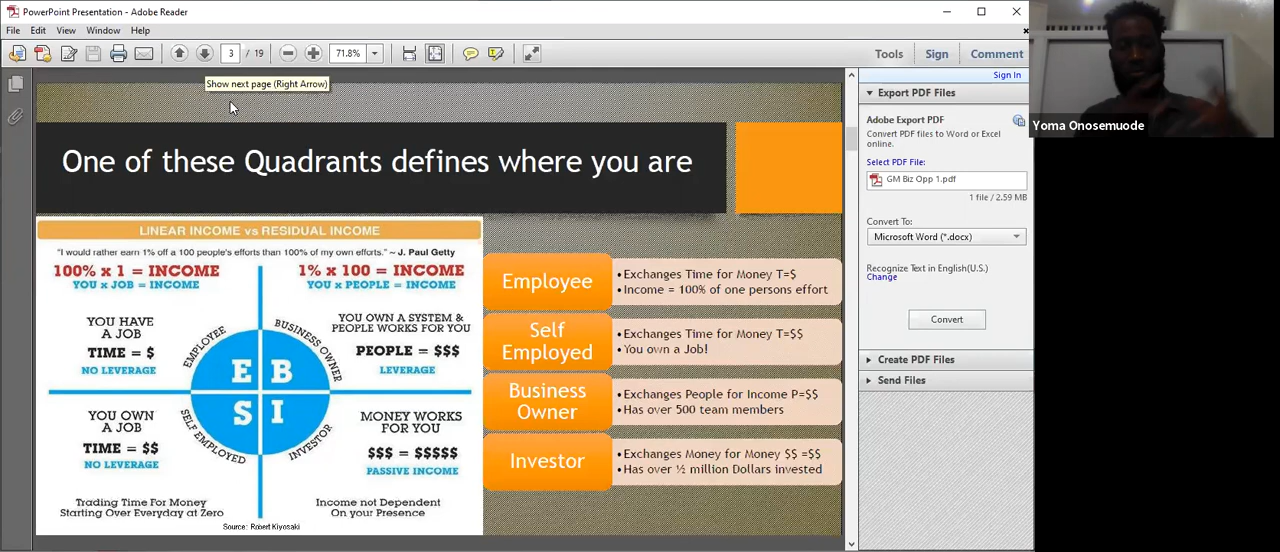 PowerPoint Presentation - Adobe Reader
File Edit View Window Help
3 / 19 71.8% Tools Sign Comment
Show next page (Right Arrow)
One of these Quadrants defines where you are
LINEAR INCOME vs RESIDUAL INCOME
"I would rather earn 1% off a 100 people's efforts than 100% of my own efforts." ~ J. Paul Getty
100% x 1 = INCOME
YOU X JOB = INCOME
1% x 100 = INCOME
YOU X PEOPLE = INCOME
YOU HAVE
A JOB
TIME = $
NO LEVERAGE
YOU OWN A SYSTEM &
PEOPLE WORKS FOR YOU
PEOPLE = $$$
LEVERAGE
EMPLOYEE
BUSINESS OWNER
E B
S I
SELF EMPLOYED
INVESTOR
YOU OWN
A JOB
TIME = $$
NO LEVERAGE
MONEY WORKS
FOR YOU
$$$ = $$$$$
PASSIVE INCOME
Trading Time For Money
Starting Over Everyday at Zero
Income not Dependent
On your Presence
Source: Robert Kiyosaki
Employee
•Exchanges Time for Money T=$
•Income = 100% of one persons effort
Self
Employed
•Exchanges Time for Money T=$$
•You own a Job!
Business
Owner
•Exchanges People for Income P=$$
•Has over 500 team members
Investor
•Exchanges Money for Money $$ =$$
•Has over ½ million Dollars invested
Sign In
Export PDF Files
Adobe Export PDF
Convert PDF files to Word or Excel
online.
Select PDF File:
GM Biz Opp 1.pdf
1 file / 2.59 MB
Convert To:
Microsoft Word (*.docx)
Recognize Text in English(U.S.)
Change
Convert
Create PDF Files
Send Files
Yoma Onosemuode